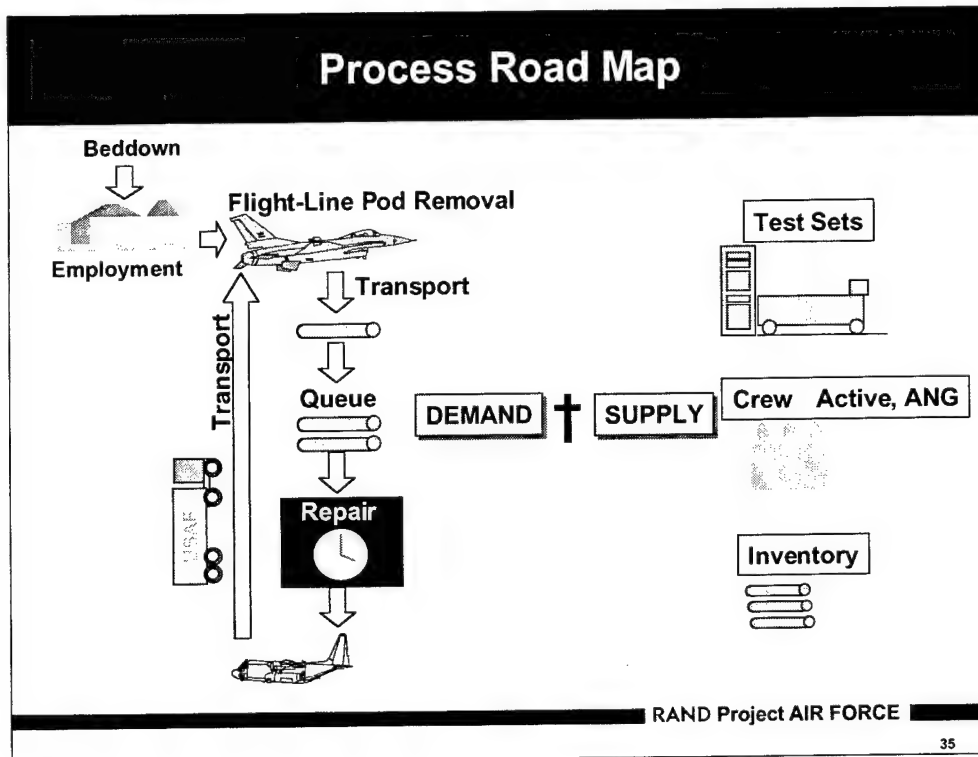 Process Road Map
Beddown
Employment
Flight-Line Pod Removal
Transport
Transport
Queue
Repair
USAF
DEMAND
SUPPLY
Test Sets
Crew Active, ANG
Inventory
RAND Project AIR FORCE
35